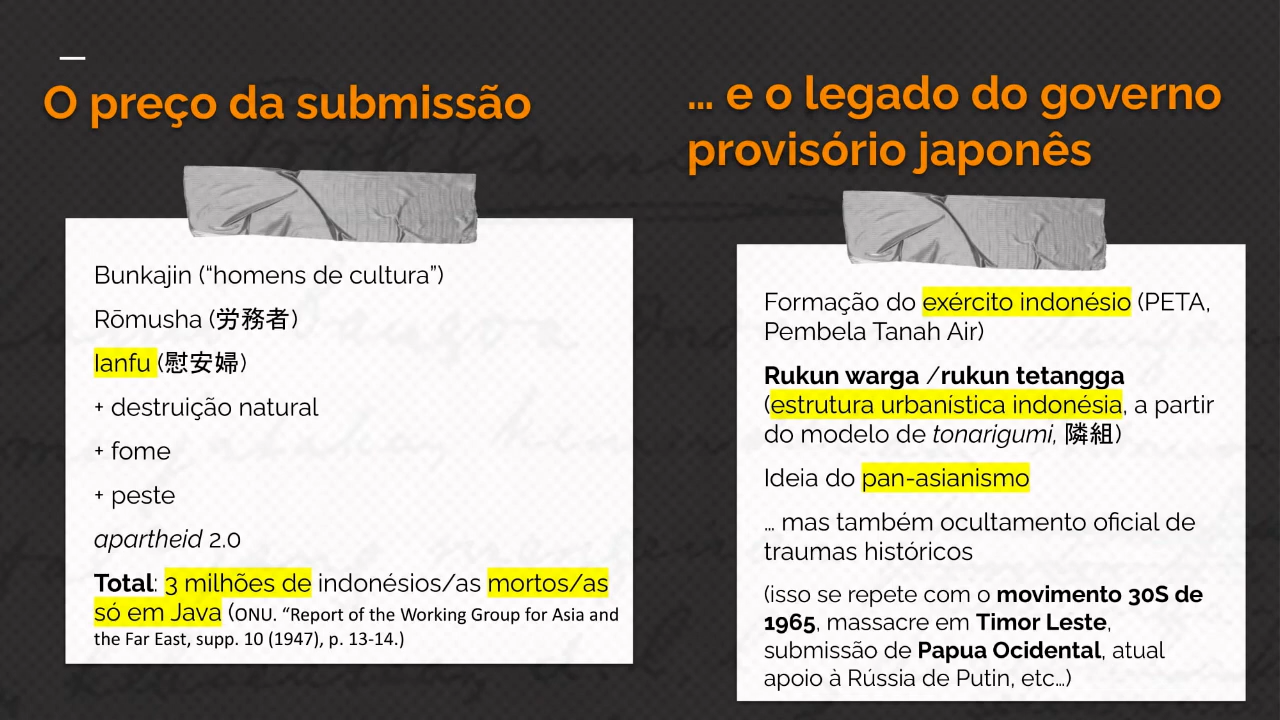 O preço da submissão
Bunkajin (“homens de cultura”)
Rōmusha (労務者)
Ianfu (慰安婦)
+ destruição natural
+ fome
+ peste
apartheid 2.0
Total: 3 milhões de indonésios/as mortos/as
só em Java (ONU. “Report of the Working Group for Asia and
the Far East, supp. 10 (1947), p. 13-14.)
... e o legado do governo
provisório japonês
Formação do exército indonésio (PETA,
Pembela Tanah Air)
Rukun warga /rukun tetangga
(estrutura urbanística indonésia, a partir
do modelo de tonarigumi, 隣組)
Ideia do pan-asianismo
… mas também ocultamento oficial de
traumas históricos
(isso se repete com o movimento 30S de
1965, massacre em Timor Leste,
submissão de Papua Ocidental, atual
apoio à Rússia de Putin, etc…)